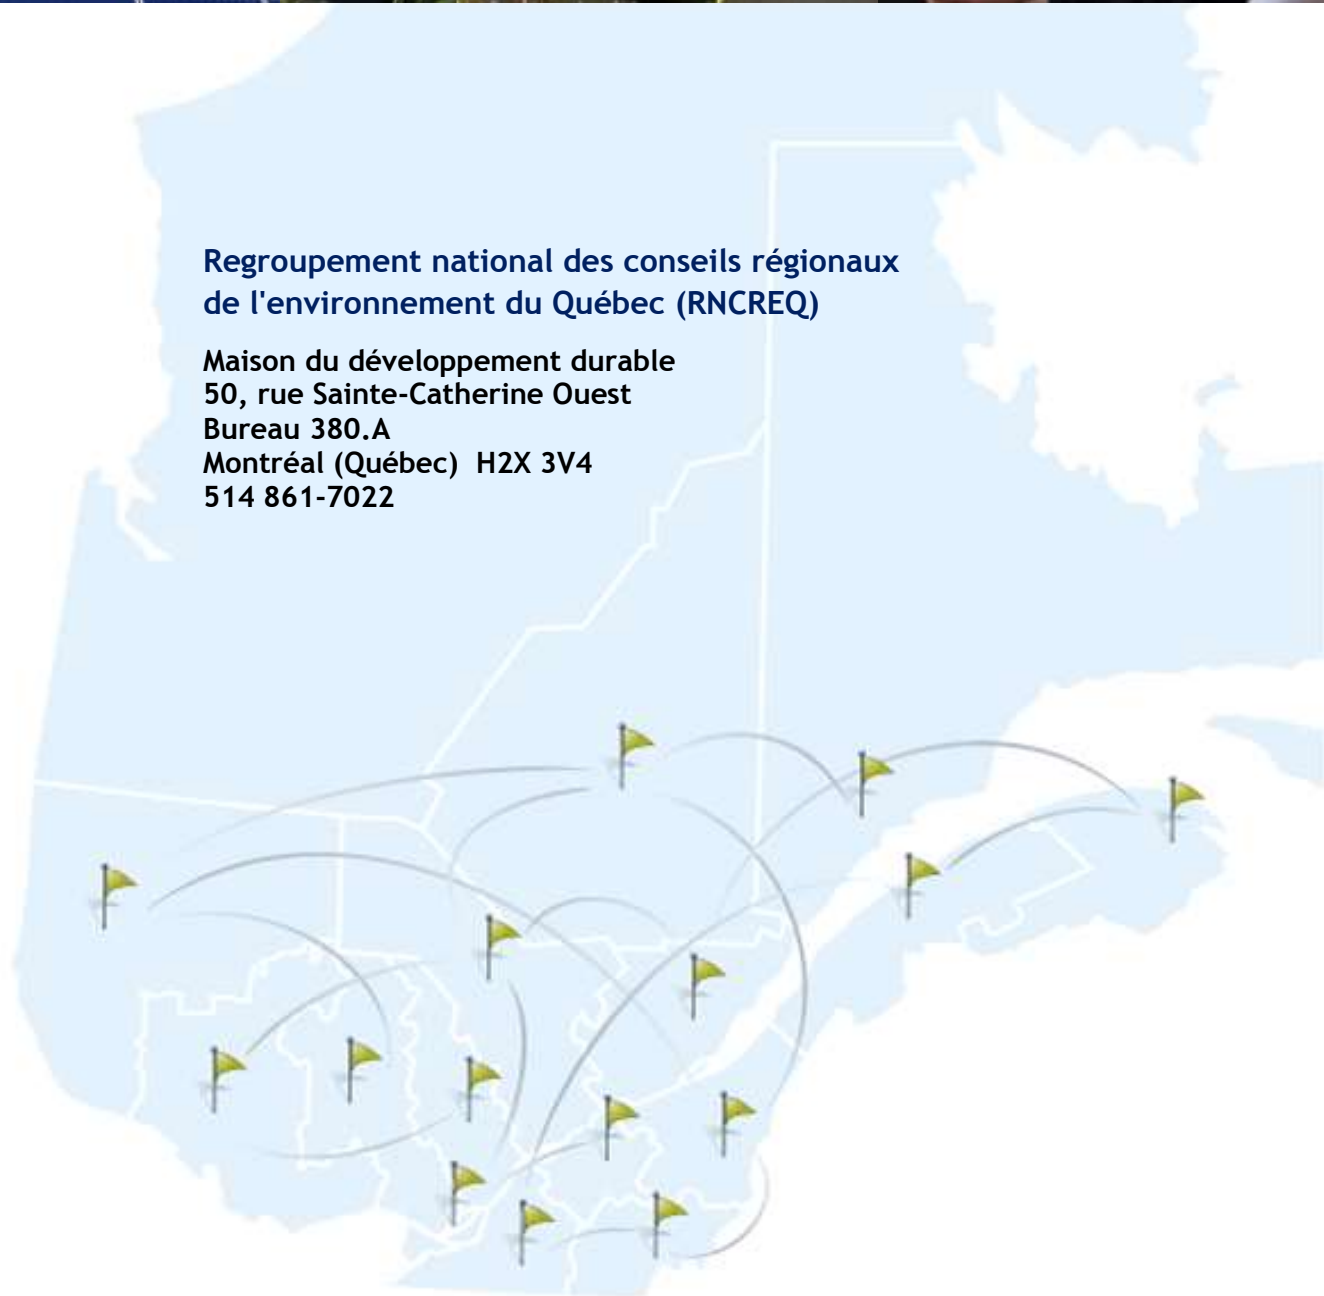 Regroupement national des conseils régionaux
de l'environnement du Québec (RNCREQ)
Maison du développement durable
50, rue Sainte-Catherine Ouest
Bureau 380.A
Montréal (Québec)  H2X 3V4
514 861-7022